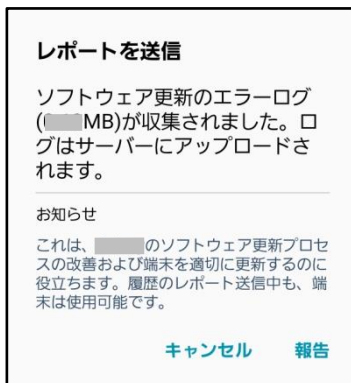 レポートを送信
ソフトウェア更新のエラーログ
( MB)が収集されました。ロ
グはサーバーにアップロードさ
れます。
お知らせ
これは、 のソフトウェア更新プロセ
スの改善および端末を適切に更新するのに
役立ちます。履歴のレポート送信中も、端
末は使用可能です。
キャンセル 報告